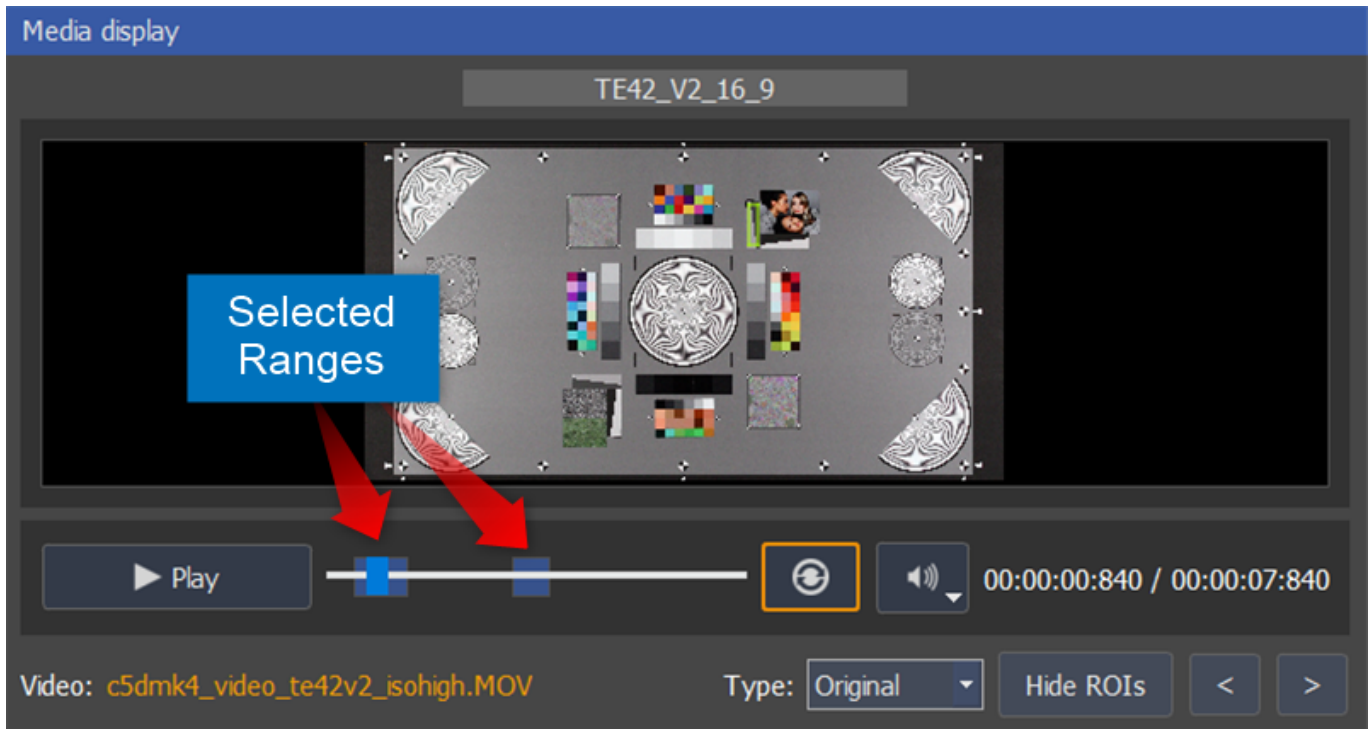 Media display
TE42_V2_16_9
Selected
Ranges
Play
00:00:00:840 / 00:00:07:840
Video: c5dmk4_video_te42v2_isohigh.MOV
Type: Original
Hide ROIs
<
>